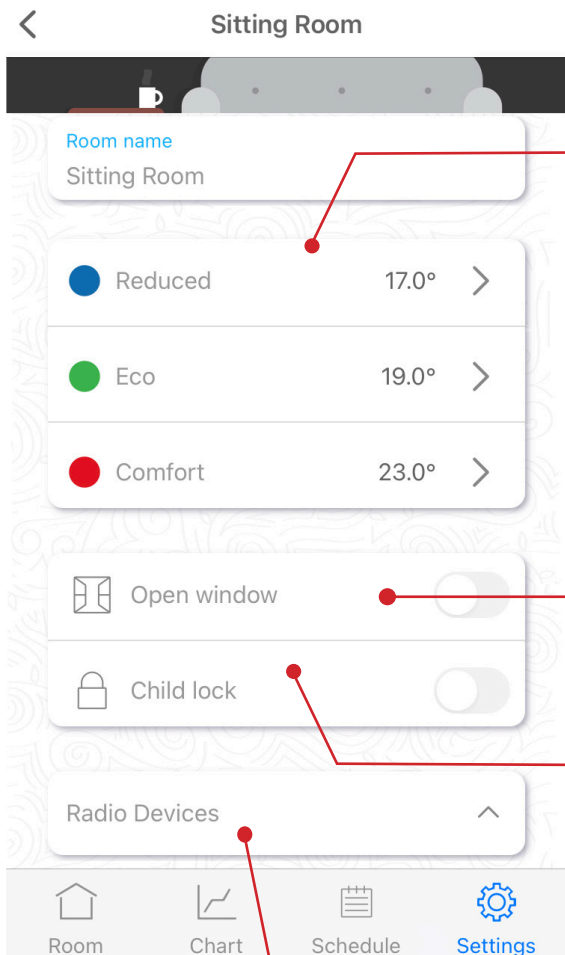 Sitting Room
Room name
Sitting Room
Reduced 17.0°
Eco 19.0°
Comfort 23.0°
Open window
Child lock
Radio Devices
Room Chart Schedule Settings